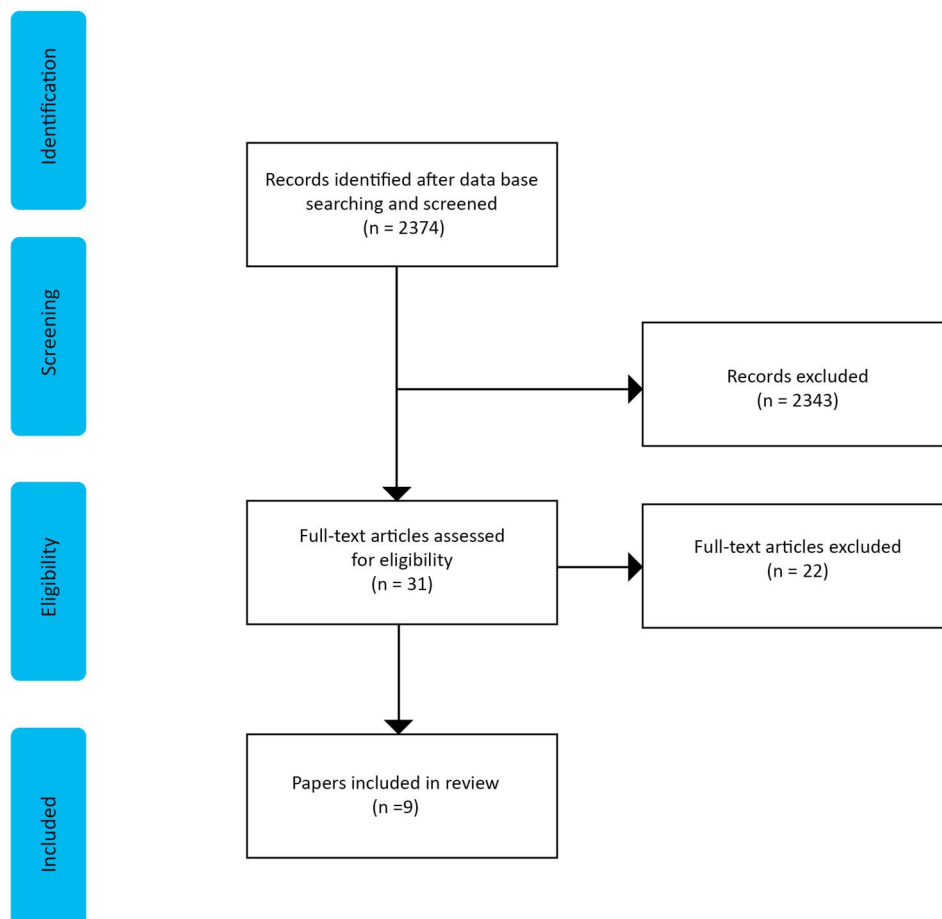 Identification
Records identified after data base
searching and screened
(n = 2374)
Screening
Records excluded
(n = 2343)
Eligibility
Full-text articles assessed
for eligibility
(n = 31)
Full-text articles excluded
(n = 22)
Included
Papers included in review
(n =9)